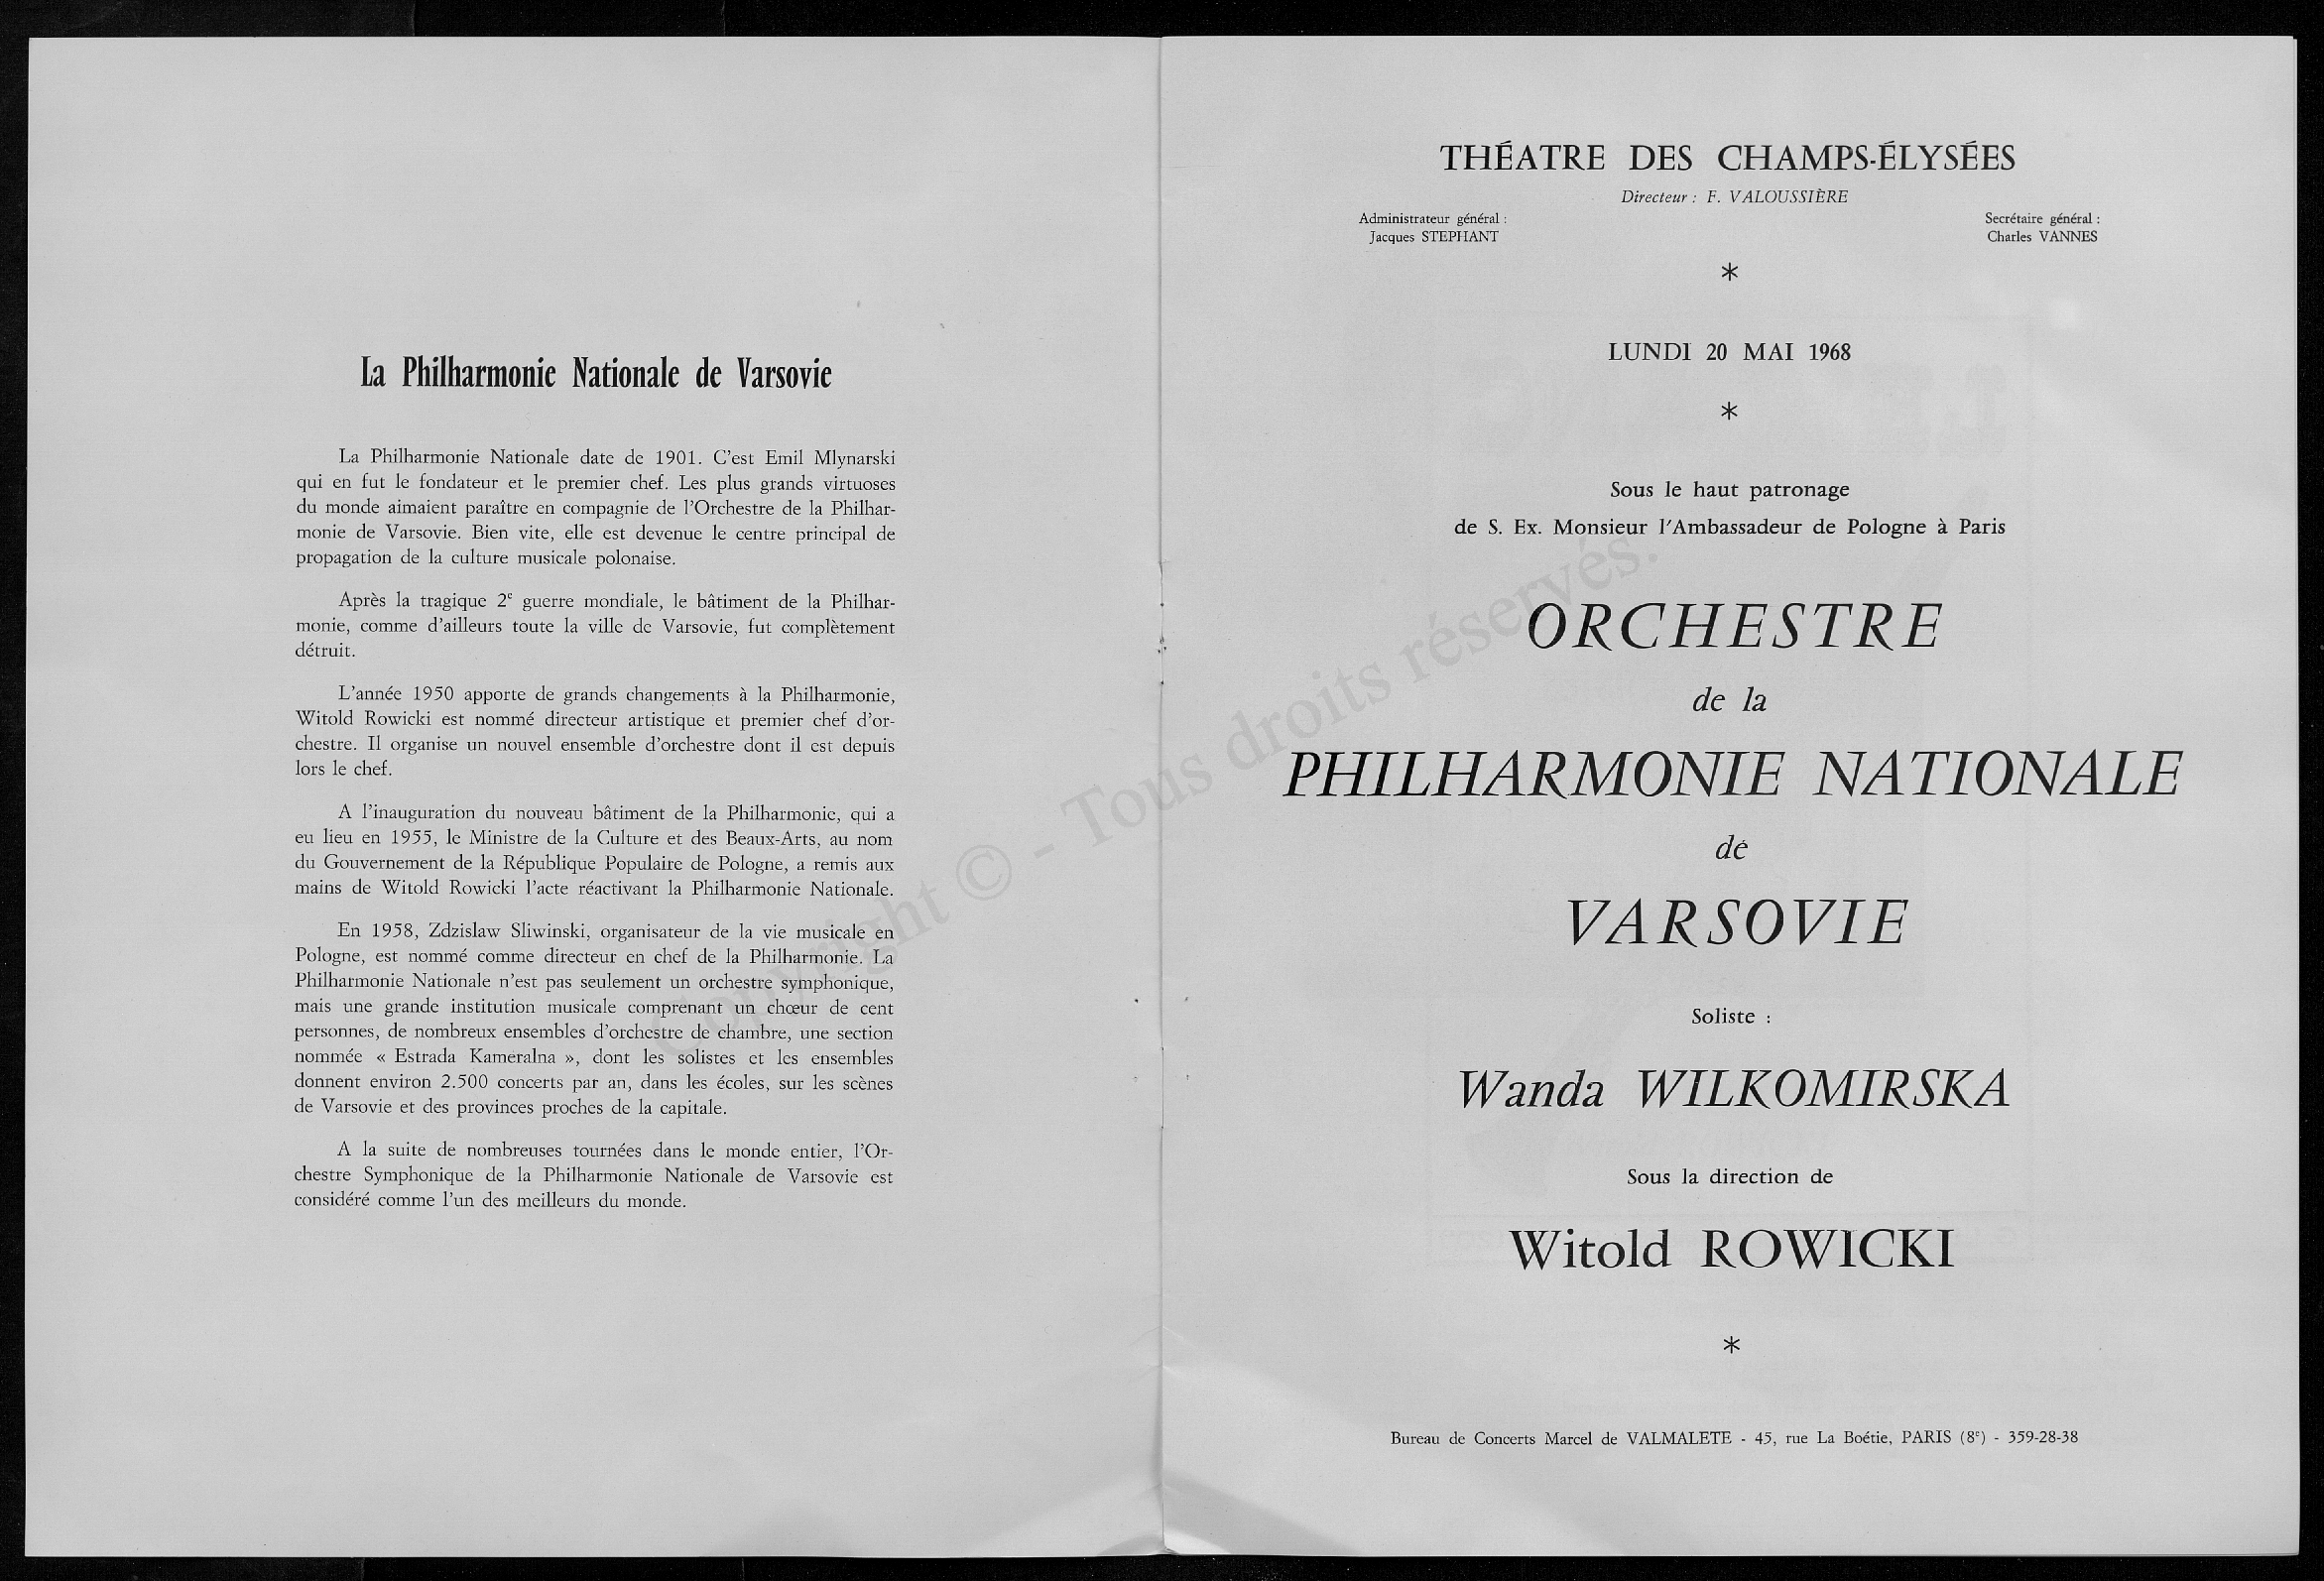 La Philharmonie Nationale de Varsovie
La Philharmonie Nationale date de 1901. C'est Emil Mlynarski
qui en fut le fondateur et le premier chef. Les plus grands virtuoses
du monde aimaient paraître en compagnie de l'Orchestre de la Philhar-
monie de Varsovie. Bien vite, elle est devenue le centre principal de
propagation de la culture musicale polonaise.
Après la tragique 2e guerre mondiale, le bâtiment de la Philhar-
monie, comme d'ailleurs toute la ville de Varsovie, fut complètement
détruit.
L'année 1950 apporte de grands changements à la Philharmonie,
Witold Rowicki est nommé directeur artistique et premier chef d'or-
chestre. Il organise un nouvel ensemble d'orchestre dont il est depuis
lors le chef.
A l'inauguration du nouveau bâtiment de la Philharmonie, qui a
eu lieu en 1955, le Ministre de la Culture et des Beaux-Arts, au nom
du Gouvernement de la République Populaire de Pologne, a remis aux
mains de Witold Rowicki l'acte réactivant la Philharmonie Nationale.
En 1958, Zdzislaw Sliwinski, organisateur de la vie musicale en
Pologne, est nommé comme directeur en chef de la Philharmonie. La
Philharmonie Nationale n'est pas seulement un orchestre symphonique,
mais une grande institution musicale comprenant un chœur de cent
personnes, de nombreux ensembles d'orchestre de chambre, une section
nommée « Estrada Kameralna », dont les solistes et les ensembles
donnent environ 2.500 concerts par an, dans les écoles, sur les scènes
de Varsovie et des provinces proches de la capitale.
A la suite de nombreuses tournées dans le monde entier, l'Or-
chestre Symphonique de la Philharmonie Nationale de Varsovie est
considéré comme l'un des meilleurs du monde.
THÉATRE DES CHAMPS-ÉLYSÉES
Directeur : F. VALOUSSIÈRE
Administrateur général :
Jacques STEPHANT
Secrétaire général :
Charles VANNES
*
LUNDI 20 MAI 1968
*
Sous le haut patronage
de S. Ex. Monsieur l'Ambassadeur de Pologne à Paris
ORCHESTRE
de la
PHILHARMONIE NATIONALE
de
VARSOVIE
Soliste :
Wanda WILKOMIRSKA
Sous la direction de
Witold ROWICKI
*
Bureau de Concerts Marcel de VALMALETE - 45, rue La Boétie, PARIS (8e) - 359-28-38
Copyright © - Tous droits réservés.